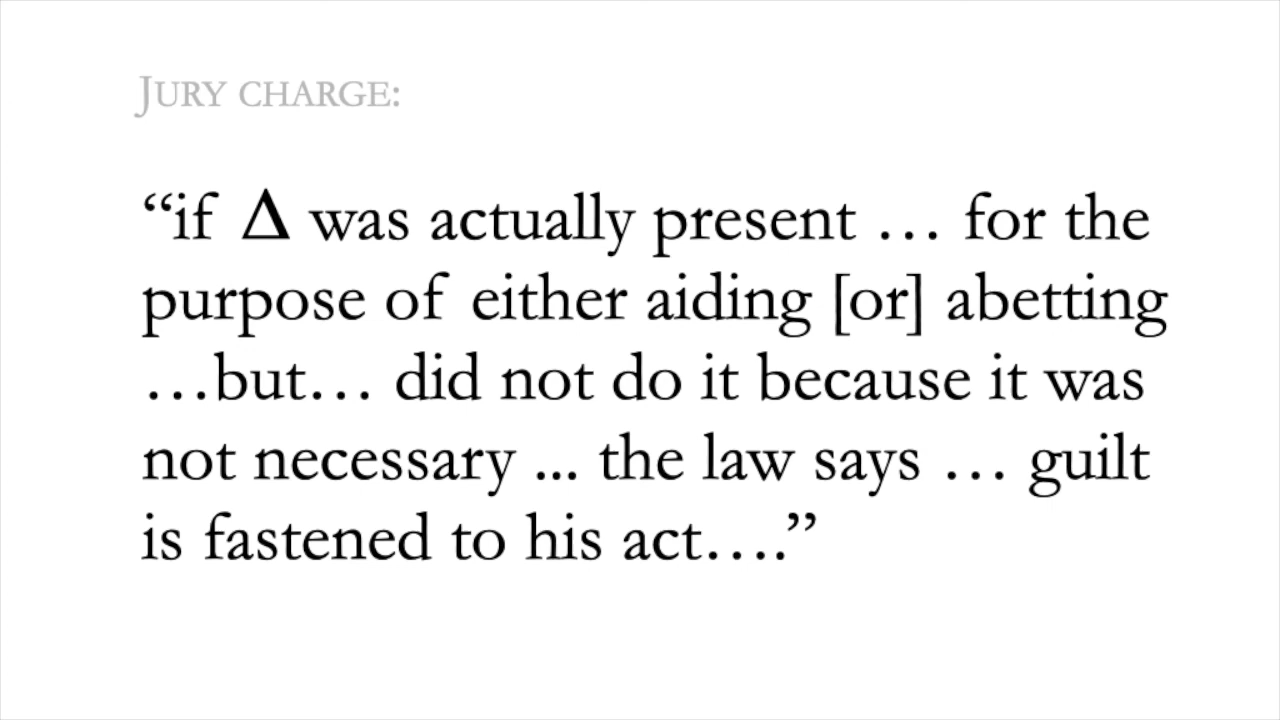 JURY CHARGE:
“if Δ was actually present … for the
purpose of either aiding [or] abetting
…but… did not do it because it was
not necessary ... the law says … guilt
is fastened to his act….”